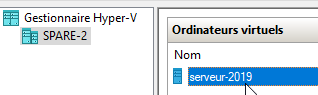 Gestionnaire Hyper-V
SPARE-2
Ordinateurs virtuels
Nom
serveur-2019